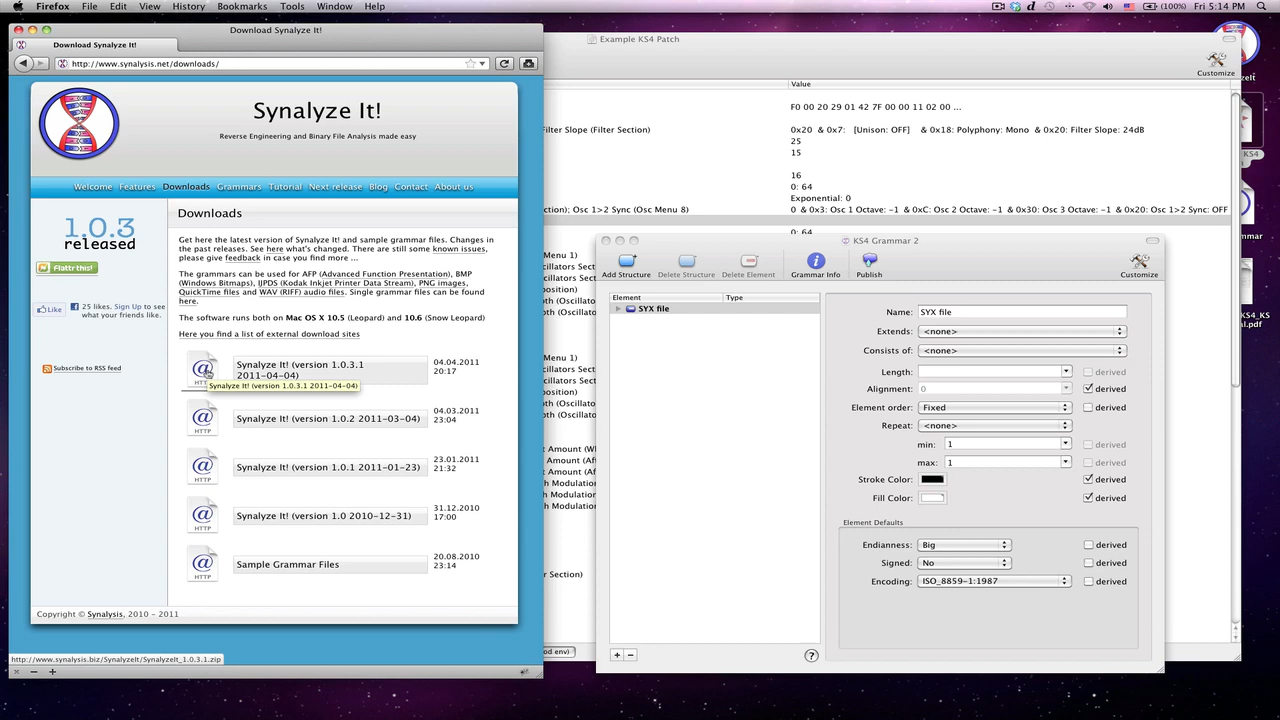 Firefox File Edit View History Bookmarks Tools Window Help
(100%) Fri 5:14 PM
Download Synalyze It!
Download Synalyze It!
http://www.synalysis.net/downloads/
Synalyze It!
Reverse Engineering and Binary File Analysis made easy
Welcome Features Downloads Grammars Tutorial Next release Blog Contact About us
1.0.3
released
Flattr this!
Like
25 likes. Sign Up to see
what your friends like.
Subscribe to RSS feed
Downloads
Get here the latest version of Synalyze It! and sample grammar files. Changes in
the past releases. See here what's changed. There are still some known issues,
please give feedback in case you find more ...
The grammars can be used for AFP (Advanced Function Presentation), BMP
(Windows Bitmaps), IJPDS (Kodak Inkjet Printer Data Stream), PNG images,
QuickTime files and WAV (RIFF) audio files. Single grammar files can be found
here.
The software runs both on Mac OS X 10.5 (Leopard) and 10.6 (Snow Leopard)
Here you find a list of external download sites
Synalyze It! (version 1.0.3.1
2011-04-04)
04.04.2011
20:17
Synalyze It! (version 1.0.3.1 2011-04-04)
HTTP
Synalyze It! (version 1.0.2 2011-03-04)
04.03.2011
23:04
HTTP
Synalyze It! (version 1.0.1 2011-01-23)
23.01.2011
21:32
HTTP
Synalyze It! (version 1.0 2010-12-31)
31.12.2010
17:00
HTTP
Sample Grammar Files
20.08.2010
23:14
HTTP
Copyright © Synalysis, 2010 - 2011
http://www.synalysis.biz/SynalyzeIt/SynalyzeIt_1.0.3.1.zip
Example KS4 Patch
Customize
Value
F0 00 20 29 01 42 7F 00 00 11 02 00 ...
ilter Slope (Filter Section)
0x20 & 0x7: [Unison: OFF] & 0x18: Polyphony: Mono & 0x20: Filter Slope: 24dB
25
15
16
0: 64
Exponential: 0
tion); Osc 1>2 Sync (Osc Menu 8)
0 & 0x3: Osc 1 Octave: -1 & 0xC: Osc 2 Octave: -1 & 0x30: Osc 3 Octave: -1 & 0x20: Osc 1>2 Sync: OFF
0: 64
KS4 Grammar 2
Add Structure Delete Structure Delete Element Grammar Info Publish Customize
Element Type
SYX file
Name: SYX file
Extends: <none>
Consists of: <none>
Length: derived
Alignment: 0 derived
Element order: Fixed derived
Repeat: <none>
min: 1 derived
max: 1 derived
Stroke Color: derived
Fill Color: derived
Element Defaults
Endianness: Big derived
Signed: No derived
Encoding: ISO_8859-1:1987 derived